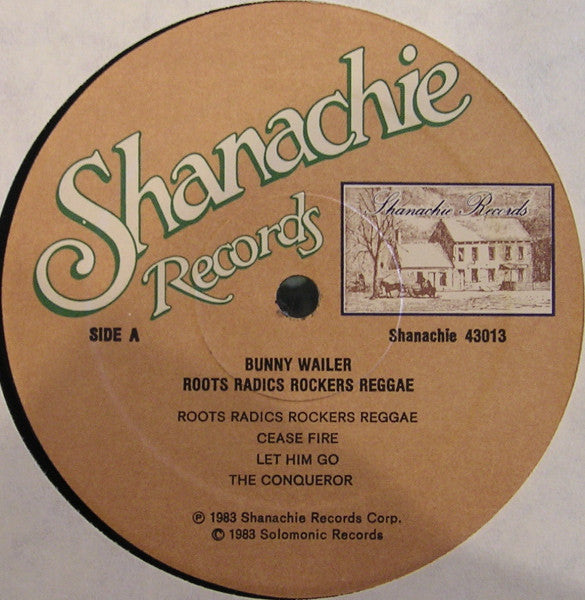 Shanachie
Records
Shanachie Records
SIDE A
Shanachie 43013
BUNNY WAILER
ROOTS RADICS ROCKERS REGGAE
ROOTS RADICS ROCKERS REGGAE
CEASE FIRE
LET HIM GO
THE CONQUEROR
℗ 1983 Shanachie Records Corp.
© 1983 Solomonic Records